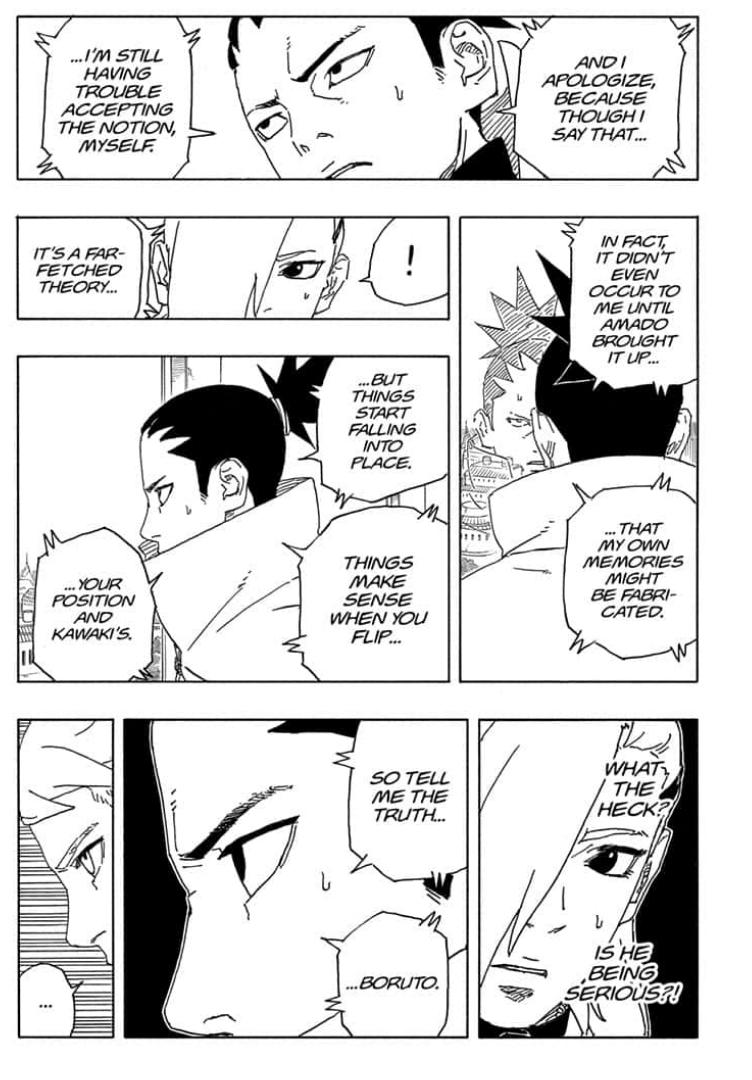 AND I
APOLOGIZE,
BECAUSE
THOUGH I
SAY THAT...
...I'M STILL
HAVING
TROUBLE
ACCEPTING
THE NOTION,
MYSELF.
IN FACT,
IT DIDN'T
EVEN
OCCUR TO
ME UNTIL
AMADO
BROUGHT
IT UP...
...THAT
MY OWN
MEMORIES
MIGHT
BE FABRI-
CATED.
!
IT'S A FAR-
FETCHED
THEORY...
...BUT
THINGS
START
FALLING
INTO
PLACE.
THINGS
MAKE
SENSE
WHEN YOU
FLIP...
...YOUR
POSITION
AND
KAWAKI'S.
WHAT
THE
HECK?
IS HE
BEING
SERIOUS?!
SO TELL
ME THE
TRUTH...
...BORUTO.
...